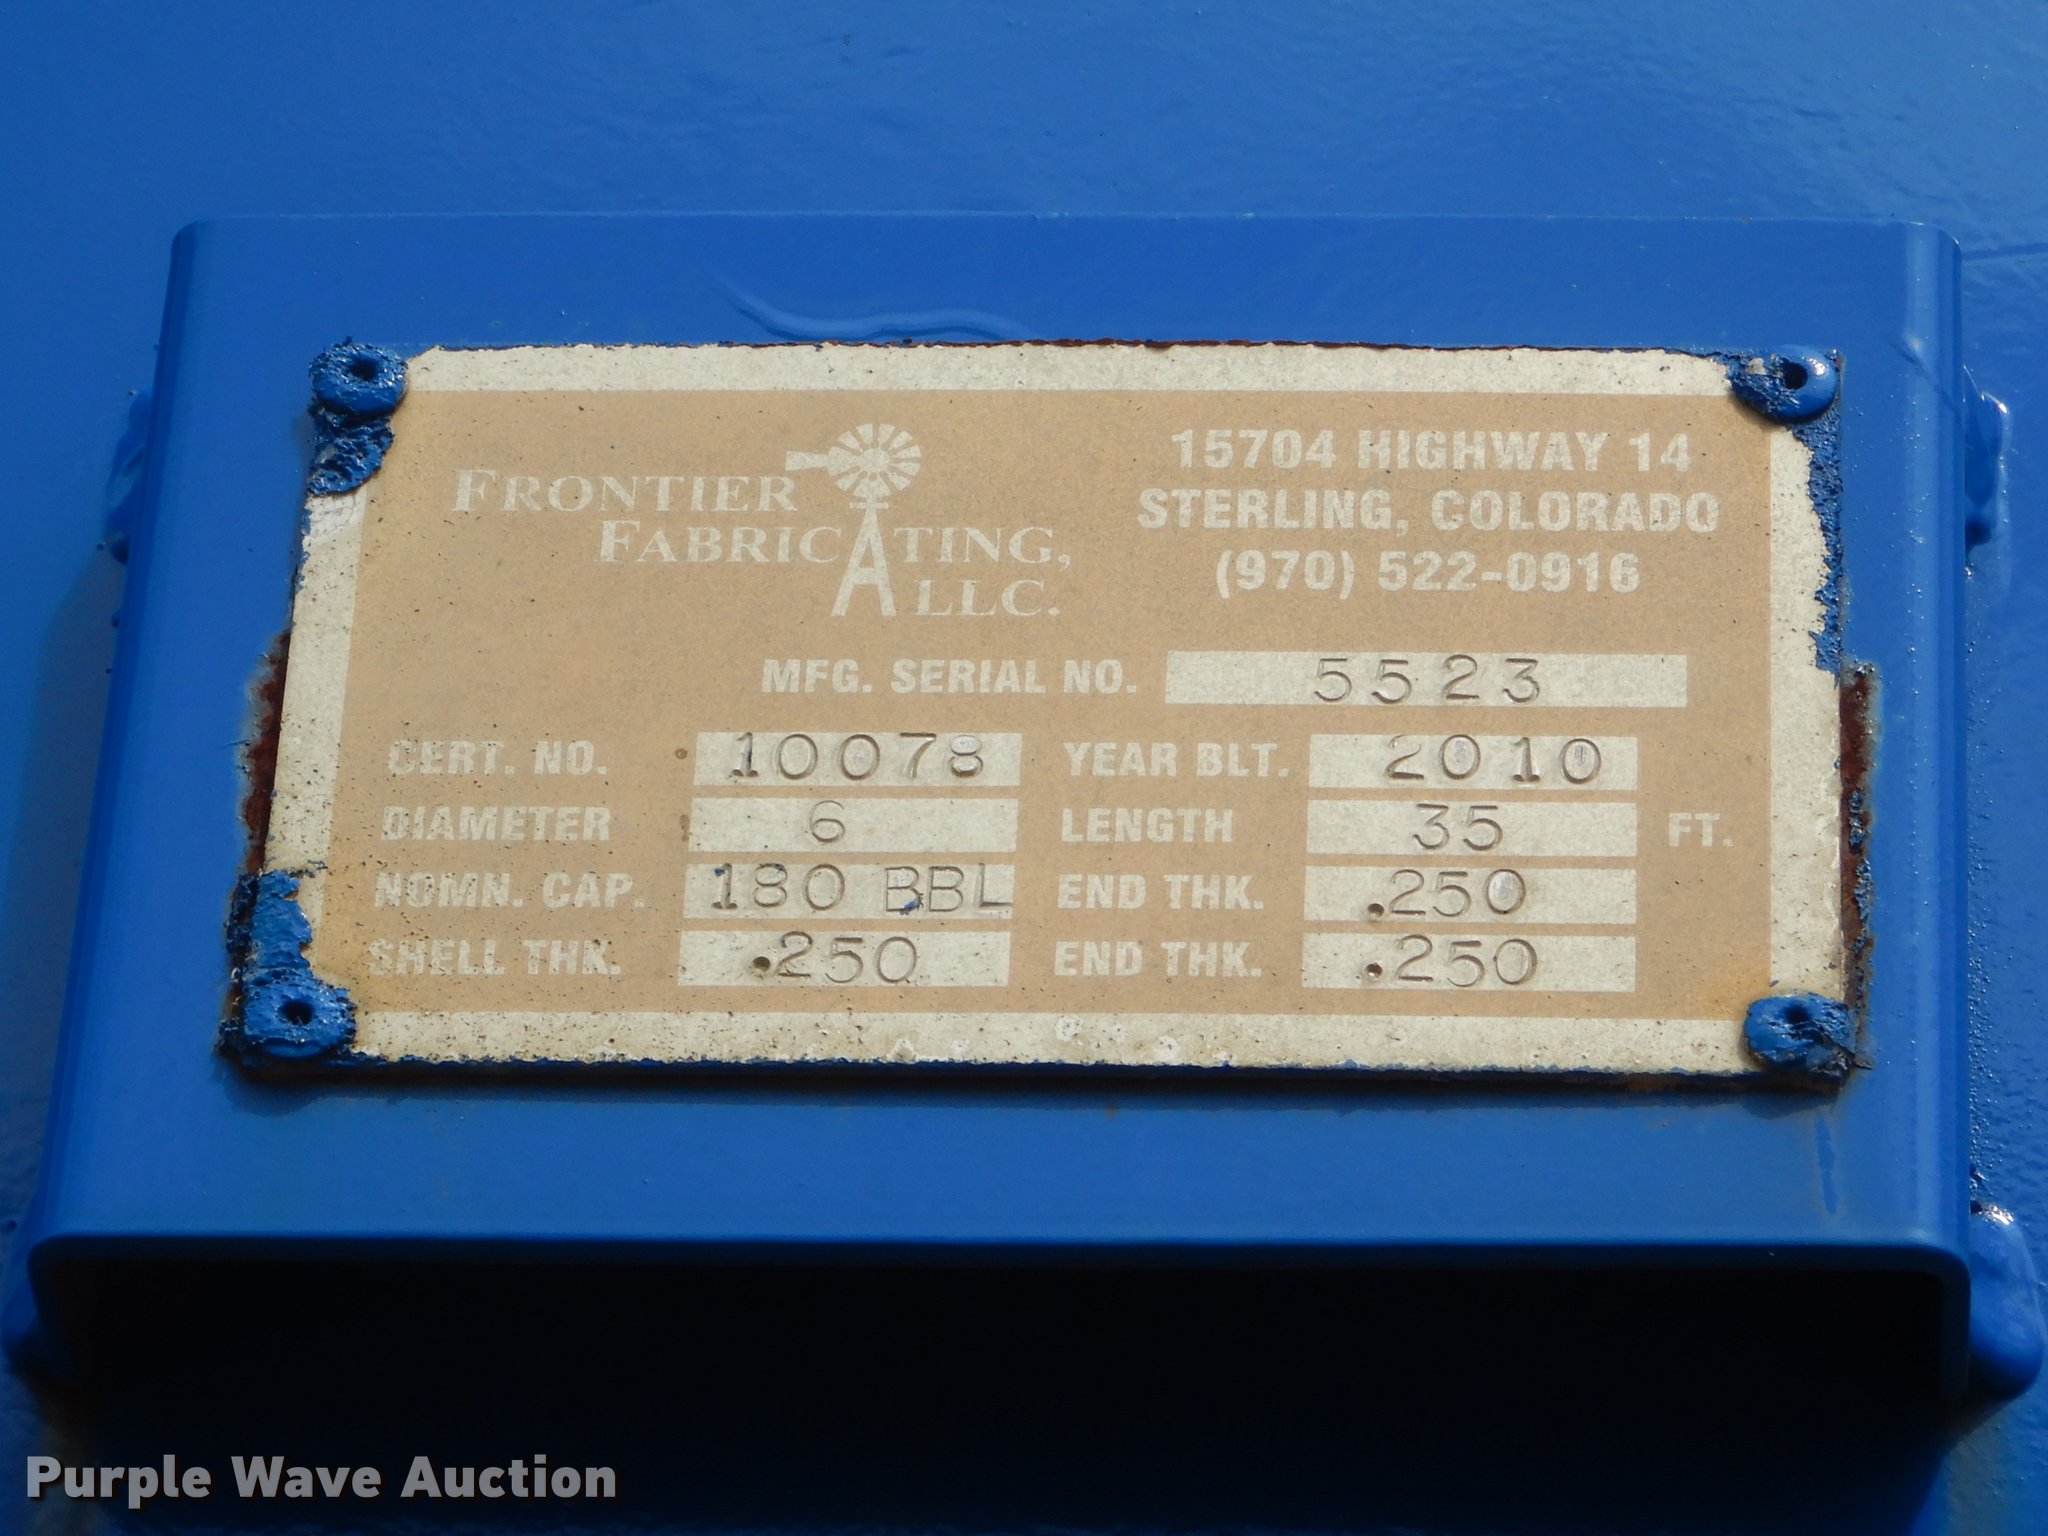 FRONTIER
FABRICATING,
LLC.
15704 HIGHWAY 14
STERLING, COLORADO
(970) 522-0916
MFG. SERIAL NO. 5523
CERT. NO. 10078 YEAR BLT. 2010
DIAMETER 6 LENGTH 35 FT.
NOMN. CAP. 180 BBL END THK. .250
SHELL THK. .250 END THK. .250
Purple Wave Auction